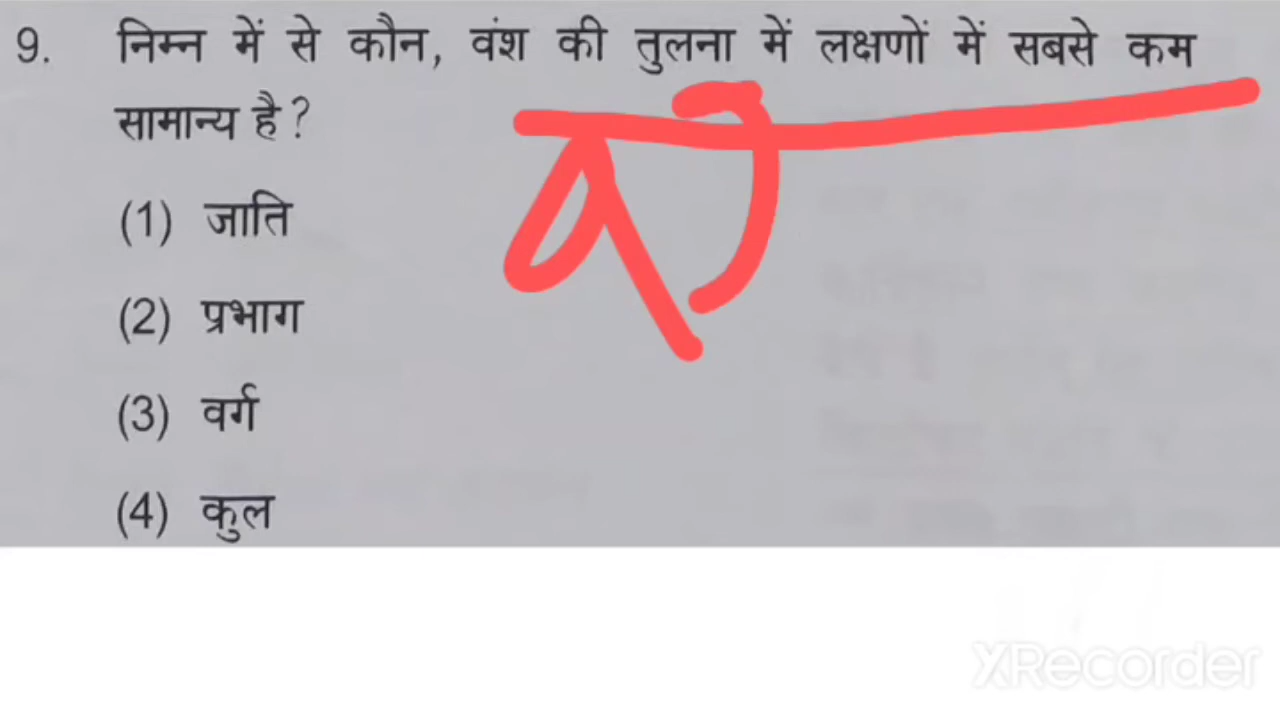 9. निम्न में से कौन, वंश की तुलना में लक्षणों में सबसे कम
सामान्य है?
(1) जाति
(2) प्रभाग
(3) वर्ग
(4) कुल
XRecorder